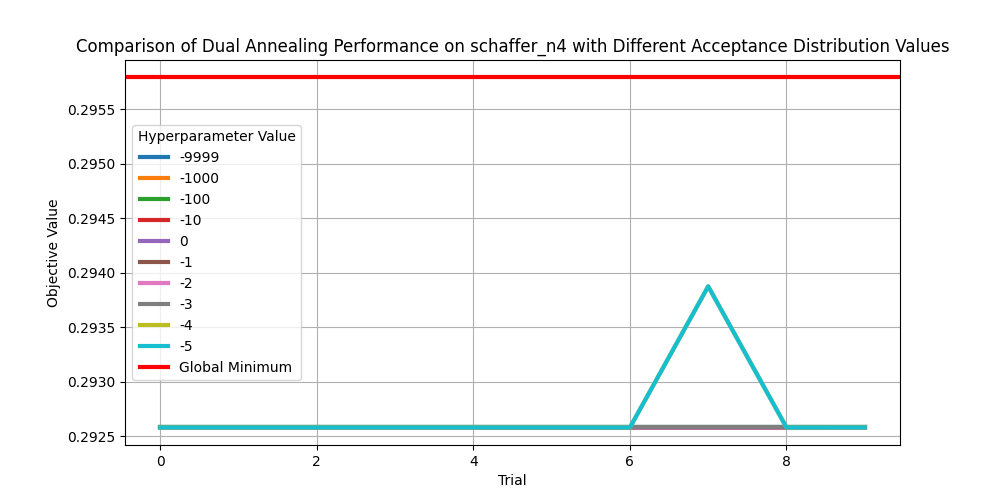 Comparison of Dual Annealing Performance on schaffer_n4 with Different Acceptance Distribution Values
0.2955
0.2950
0.2945
0.2940
0.2935
0.2930
0.2925
Objective Value
Hyperparameter Value
-9999
-1000
-100
-10
0
-1
-2
-3
-4
-5
Global Minimum
0 2 4 6 8
Trial